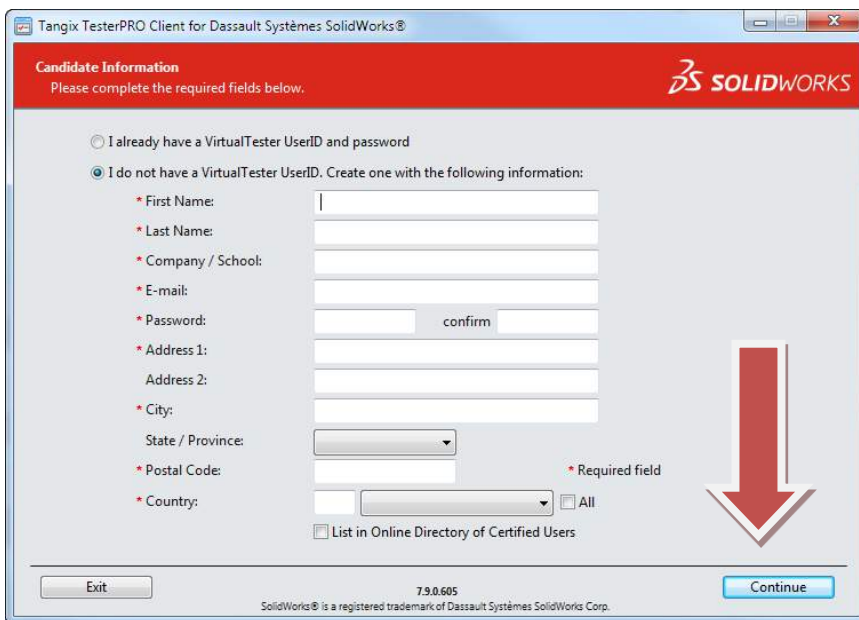 Tangix TesterPRO Client for Dassault Systèmes SolidWorks®
Candidate Information
Please complete the required fields below.
SOLIDWORKS
I already have a VirtualTester UserID and password
I do not have a VirtualTester UserID. Create one with the following information:
* First Name:
* Last Name:
* Company / School:
* E-mail:
* Password: confirm
* Address 1:
Address 2:
* City:
State / Province:
* Postal Code: * Required field
* Country: All
List in Online Directory of Certified Users
Exit 7.9.0.605 Continue
SolidWorks® is a registered trademark of Dassault Systèmes SolidWorks Corp.